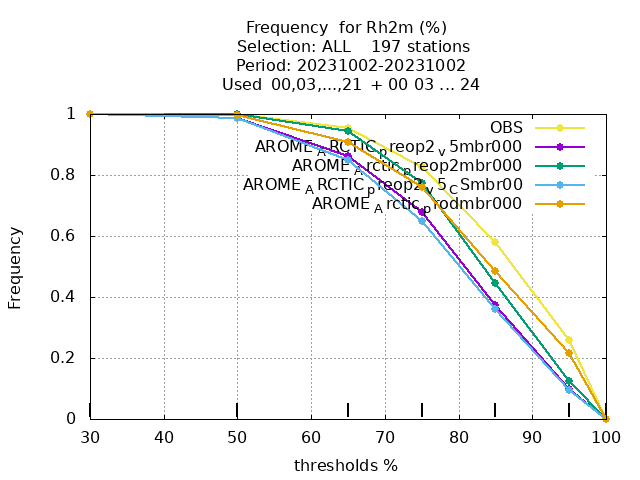 Frequency for Rh2m (%)
Selection: ALL 197 stations
Period: 20231002-20231002
Used 00,03,...,21 + 00 03 ... 24
OBS
AROME_ARCTIC_preop2_v5mbr000
AROME_Arctic_preop2mbr000
AROME_ARCTIC_preop2_v5_CSmbr00
AROME_Arctic_prodmbr000
1
0.8
0.6
0.4
0.2
0
Frequency
30 40 50 60 70 80 90 100
thresholds %